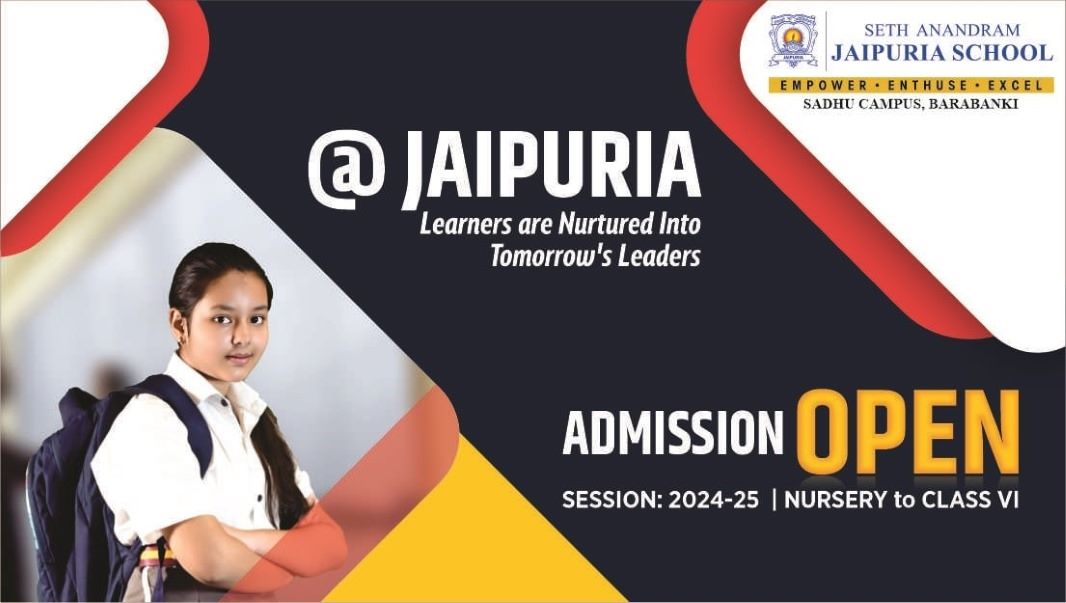 SETH ANANDRAM
JAIPURIA SCHOOL
JAIPURIA
EMPOWER • ENTHUSE • EXCEL
SADHU CAMPUS, BARABANKI
@ JAIPURIA
Learners are Nurtured Into
Tomorrow's Leaders
ADMISSION OPEN
SESSION: 2024-25 | NURSERY to CLASS VI